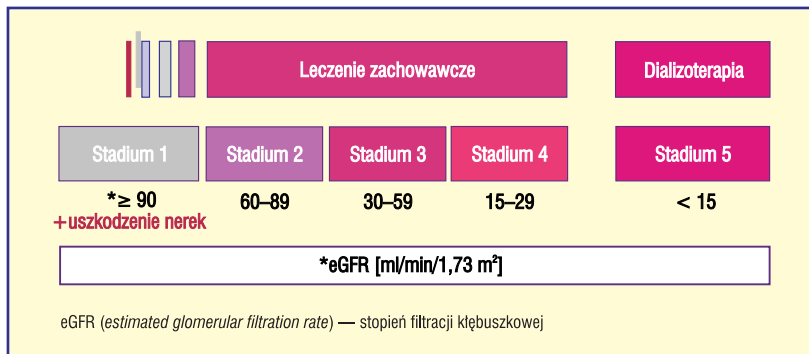 Leczenie zachowawcze Dializoterapia
Stadium 1 Stadium 2 Stadium 3 Stadium 4 Stadium 5
*≥ 90 60–89 30–59 15–29 < 15
+uszkodzenie nerek
*eGFR [ml/min/1,73 m²]
eGFR (estimated glomerular filtration rate) — stopień filtracji kłębuszkowej